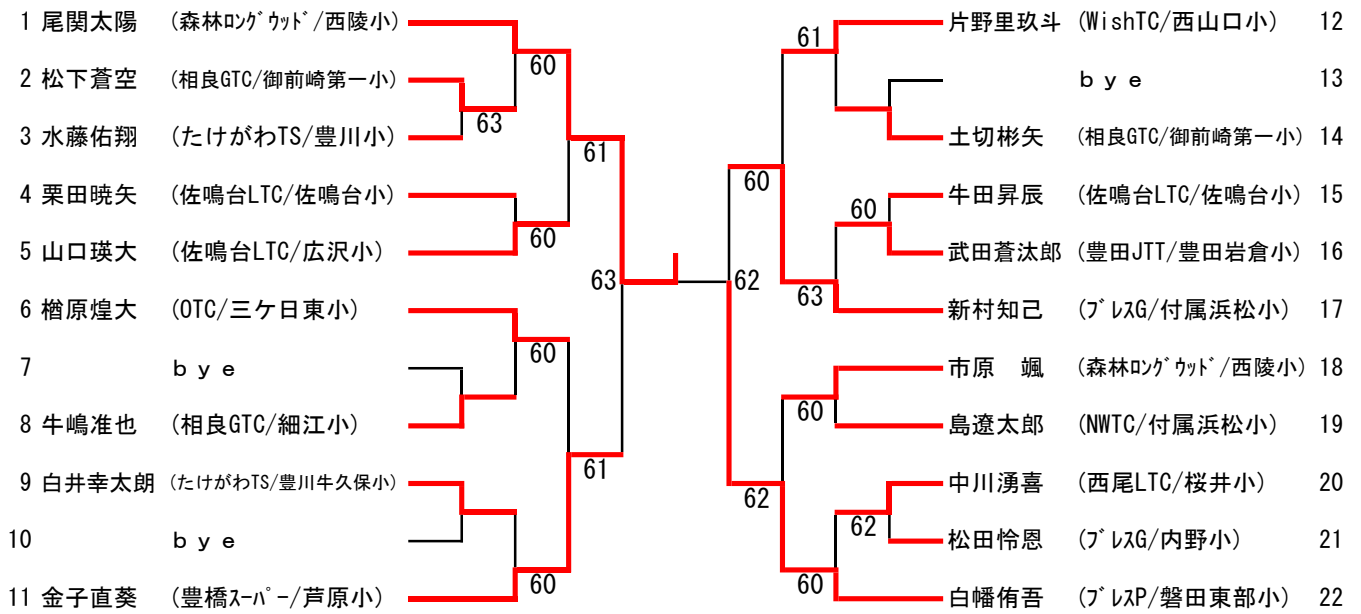 1 尾関太陽 (森林ロングウッド/西陵小)
60
2 松下蒼空 (相良GTC/御前崎第一小)
63
3 水藤佑翔 (たけがわTS/豊川小)
61
4 栗田暁矢 (佐鳴台LTC/佐鳴台小)
60
5 山口瑛大 (佐鳴台LTC/広沢小)
63
6 楢原煌大 (OTC/三ケ日東小)
60
7 bye
8 牛嶋准也 (相良GTC/細江小)
61
9 白井幸太朗 (たけがわTS/豊川牛久保小)
10 bye
60
11 金子直葵 (豊橋スーパー/芦原小)
片野里玖斗 (WishTC/西山口小) 12
61
bye 13
土切彬矢 (相良GTC/御前崎第一小) 14
60
牛田昇辰 (佐鳴台LTC/佐鳴台小) 15
60
武田蒼汰郎 (豊田JTT/豊田岩倉小) 16
62
63
新村知己 (ブレスG/付属浜松小) 17
市原 颯 (森林ロングウッド/西陵小) 18
60
島遼太郎 (NWTC/付属浜松小) 19
62
中川湧喜 (西尾LTC/桜井小) 20
62
松田怜恩 (ブレスG/内野小) 21
60
白幡侑吾 (ブレスP/磐田東部小) 22